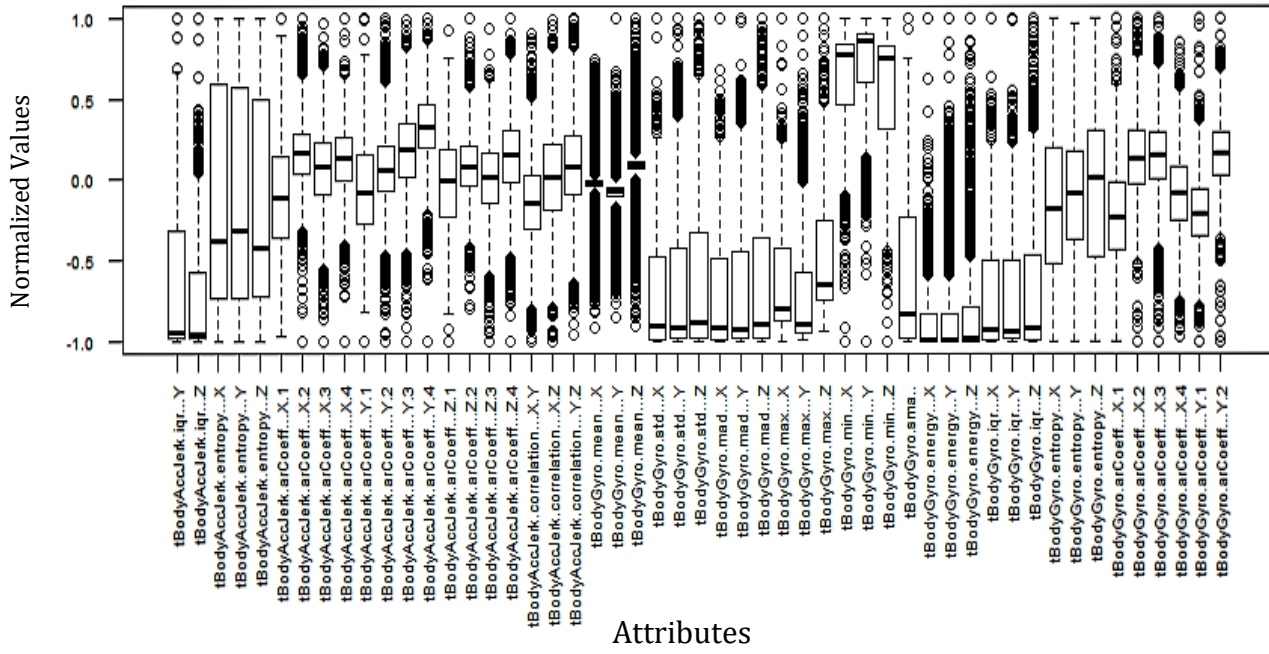 Normalized Values
1.0
0.5
0.0
-0.5
-1.0
tBodyAccJerk.iqr...Y
tBodyAccJerk.iqr...Z
tBodyAccJerk.entropy...X
tBodyAccJerk.entropy...Y
tBodyAccJerk.entropy..Z
tBodyAccJerk.arCoeff...X.1
tBodyAccJerk.arCoeff...X.2
tBodyAccJerk.arCoeff...X.3
tBodyAccJerk.arCoeff...X.4
tBodyAccJerk.arCoeff...Y.1
tBodyAccJerk.arCoeff...Y.2
tBodyAccJerk.arCoeff...Y.3
tBodyAccJerk.arCoeff...Y.4
tBodyAccJerk.arCoeff...Z.1
tBodyAccJerk.arCoeff...Z.2
tBodyAccJerk.arCoeff...Z.3
tBodyAccJerk.arCoeff...Z.4
tBodyAccJerk.correlation...X.Y
tBodyAccJerk.correlation...X.Z
tBodyAccJerk.correlation...Y.Z
tBodyGyro.mean...X
tBodyGyro.mean...Y
tBodyGyro.mean...Z
tBodyGyro.std...X
tBodyGyro.std...Y
tBodyGyro.std...Z
tBodyGyro.mad...X
tBodyGyro.mad...Y
tBodyGyro.mad...Z
tBodyGyro.max...X
tBodyGyro.max...Y
tBodyGyro.max...Z
tBodyGyro.min...X
tBodyGyro.min...Y
tBodyGyro.min...Z
tBodyGyro.sma..
tBodyGyro.energy...X
tBodyGyro.energy...Y
tBodyGyro.energy...Z
tBodyGyro.iqr...X
tBodyGyro.iqr...Y
tBodyGyro.iqr...Z
tBodyGyro.entropy...X
tBodyGyro.entropy...Y
tBodyGyro.entropy...Z
tBodyGyro.arCoeff...X.1
tBodyGyro.arCoeff...X.2
tBodyGyro.arCoeff...X.3
tBodyGyro.arCoeff...X.4
tBodyGyro.arCoeff...Y.1
tBodyGyro.arCoeff...Y.2
Attributes